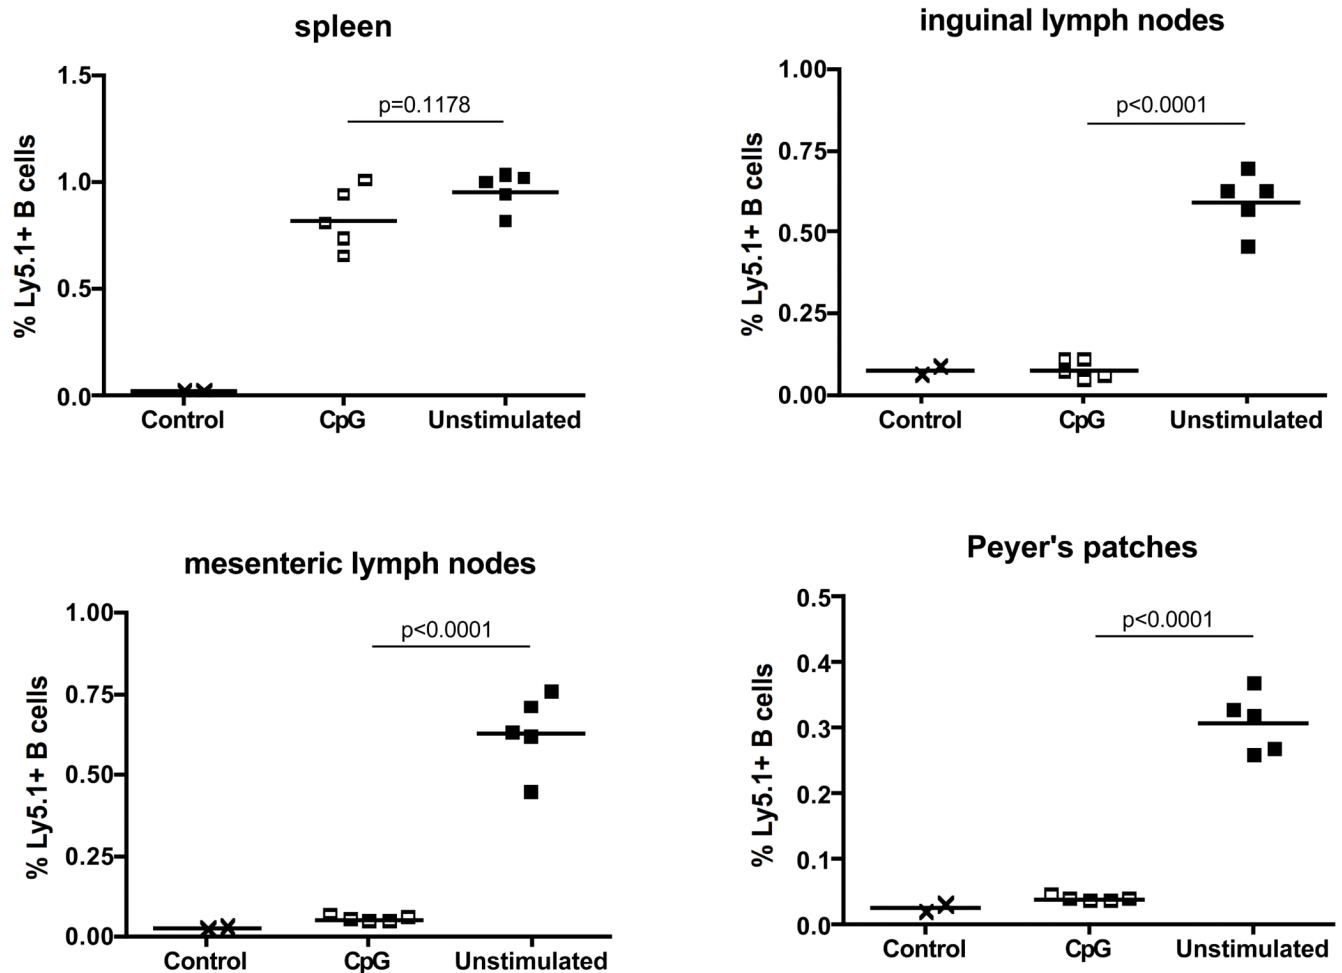 spleen
% Ly5.1+ B cells
1.5
1.0
0.5
0.0
p=0.1178
Control
CpG
Unstimulated
inguinal lymph nodes
% Ly5.1+ B cells
1.00
0.75
0.50
0.25
0.00
p<0.0001
Control
CpG
Unstimulated
mesenteric lymph nodes
% Ly5.1+ B cells
1.00
0.75
0.50
0.25
0.00
p<0.0001
Control
CpG
Unstimulated
Peyer's patches
% Ly5.1+ B cells
0.5
0.4
0.3
0.2
0.1
0.0
p<0.0001
Control
CpG
Unstimulated